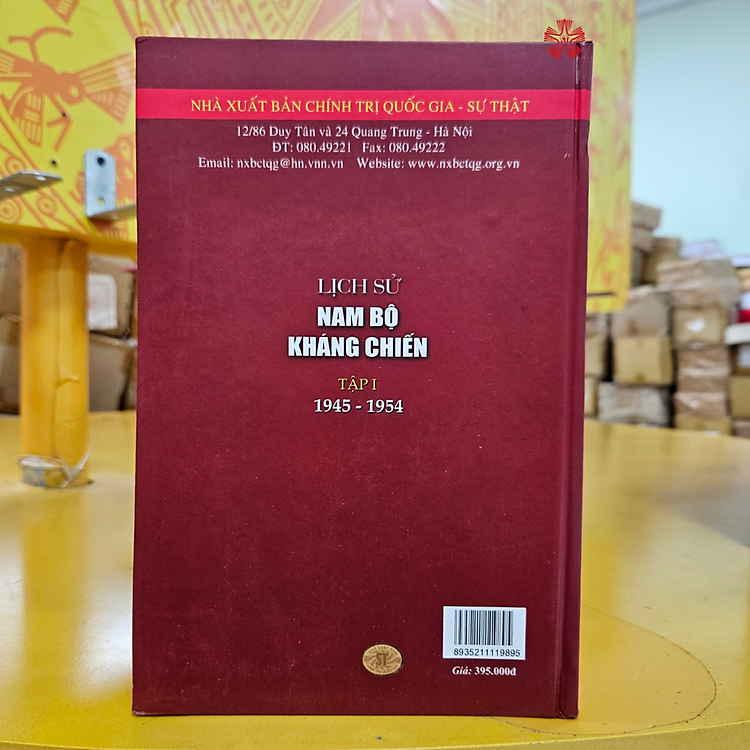 NHÀ XUẤT BẢN CHÍNH TRỊ QUỐC GIA - SỰ THẬT
12/86 Duy Tân và 24 Quang Trung - Hà Nội
ĐT: 080.49221 Fax: 080.49222
Email: nxbctqg@hn.vnn.vn Website: www.nxbctqg.org.vn
LỊCH SỬ
NAM BỘ
KHÁNG CHIẾN
TẬP I
1945 - 1954
8935211119895
Giá: 395.000đ